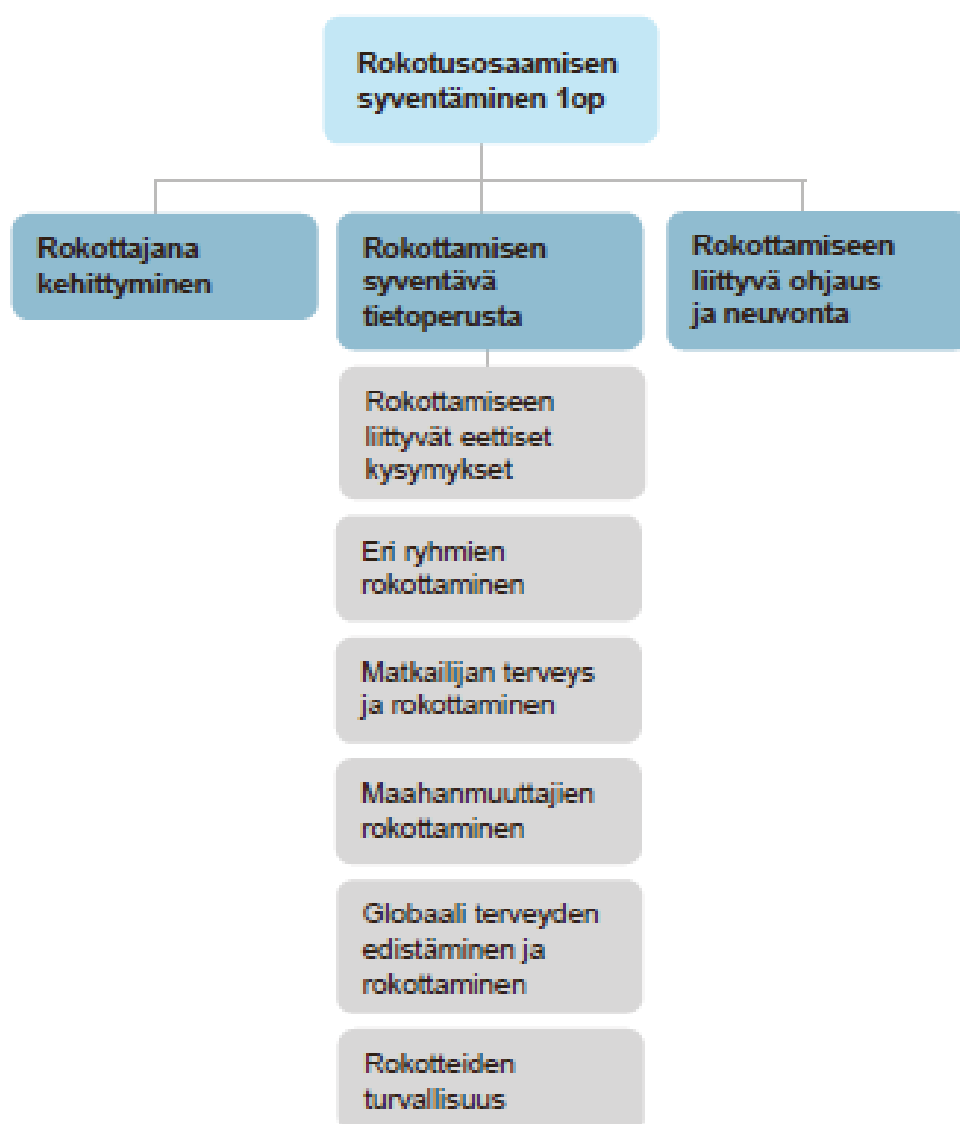 Rokotusosaamisen
syventäminen 1op
Rokottajana
kehittyminen
Rokottamisen
syventävä
tietoperusta
Rokottamiseen
liittyvä ohjaus
ja neuvonta
Rokottamiseen
liittyvät eettiset
kysymykset
Eri ryhmien
rokottaminen
Matkailijan terveys
ja rokottaminen
Maahanmuuttajien
rokottaminen
Globaali terveyden
edistäminen ja
rokottaminen
Rokotteiden
turvallisuus